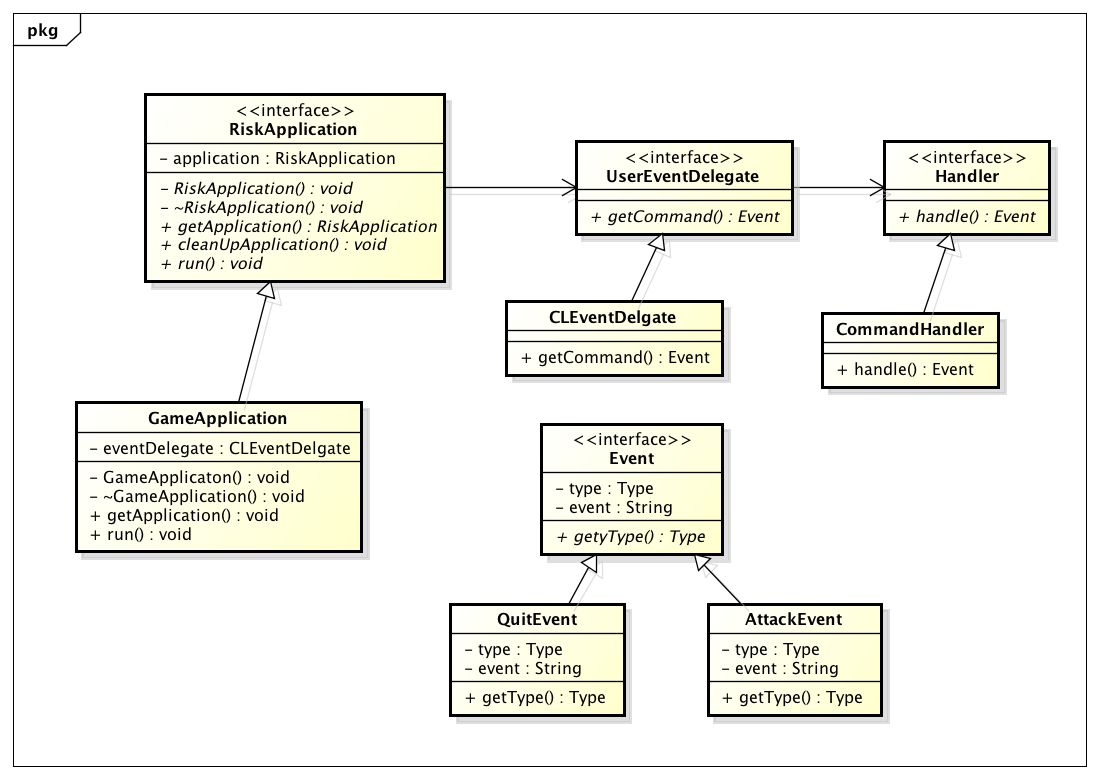 pkg
<<interface>>
RiskApplication
- application : RiskApplication
- RiskApplication() : void
- ~RiskApplication() : void
+ getApplication() : RiskApplication
+ cleanUpApplication() : void
+ run() : void
<<interface>>
UserEventDelegate
+ getCommand() : Event
<<interface>>
Handler
+ handle() : Event
CLEventDelgate
+ getCommand() : Event
CommandHandler
+ handle() : Event
GameApplication
- eventDelegate : CLEventDelgate
- GameApplicaton() : void
- ~GameApplication() : void
+ getApplication() : void
+ run() : void
<<interface>>
Event
- type : Type
- event : String
+ getyType() : Type
QuitEvent
- type : Type
- event : String
+ getType() : Type
AttackEvent
- type : Type
- event : String
+ getType() : Type